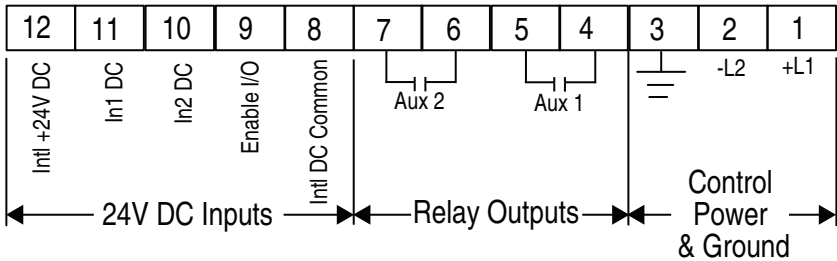 12 11 10 9 8 7 6 5 4 3 2 1
Intl +24V DC
In1 DC
In2 DC
Enable I/O
Intl DC Common
Aux 2
Aux 1
-L2
+L1
24V DC Inputs
Relay Outputs
Control
Power
& Ground